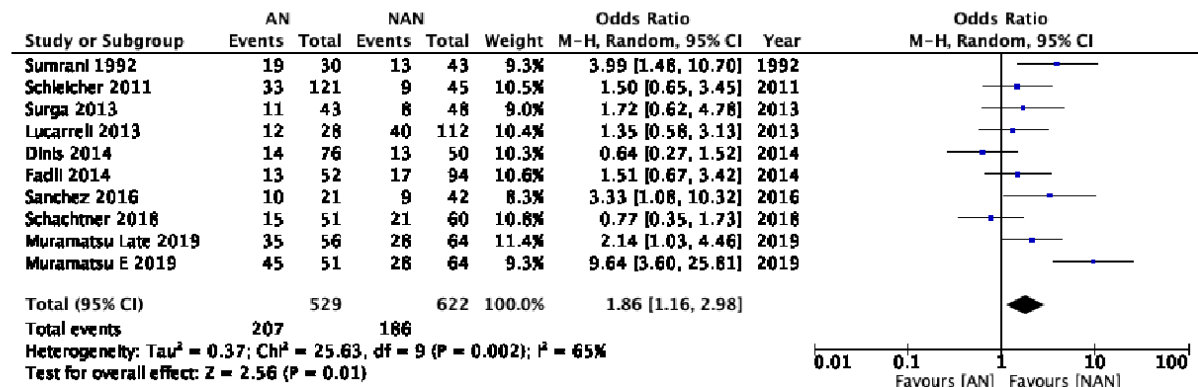 AN NAN Odds Ratio Odds Ratio
Study or Subgroup Events Total Events Total Weight M-H, Random, 95% CI Year M-H, Random, 95% CI
Sumrani 1992 19 30 13 43 9.3% 3.99 [1.48, 10.70] 1992
Schleicher 2011 33 121 9 45 10.5% 1.50 [0.65, 3.45] 2011
Surga 2013 11 43 8 48 9.0% 1.72 [0.62, 4.78] 2013
Lucarrell 2013 12 28 40 112 10.4% 1.35 [0.58, 3.13] 2013
Dinis 2014 14 76 13 50 10.3% 0.64 [0.27, 1.52] 2014
Fadli 2014 13 52 17 94 10.6% 1.51 [0.67, 3.42] 2014
Sanchez 2016 10 21 9 42 8.3% 3.33 [1.08, 10.32] 2016
Schachtner 2018 15 51 21 60 10.8% 0.77 [0.35, 1.73] 2018
Muramatsu Late 2019 35 56 28 64 11.4% 2.14 [1.03, 4.46] 2019
Muramatsu E 2019 45 51 28 64 9.3% 9.64 [3.60, 25.81] 2019
Total (95% CI) 529 622 100.0% 1.86 [1.16, 2.98]
Total events 207 186
Heterogeneity: Tau² = 0.37; Chi² = 25.63, df = 9 (P = 0.002); I² = 65%
Test for overall effect: Z = 2.56 (P = 0.01)
0.01 0.1 1 10 100
Favours [AN] Favours [NAN]